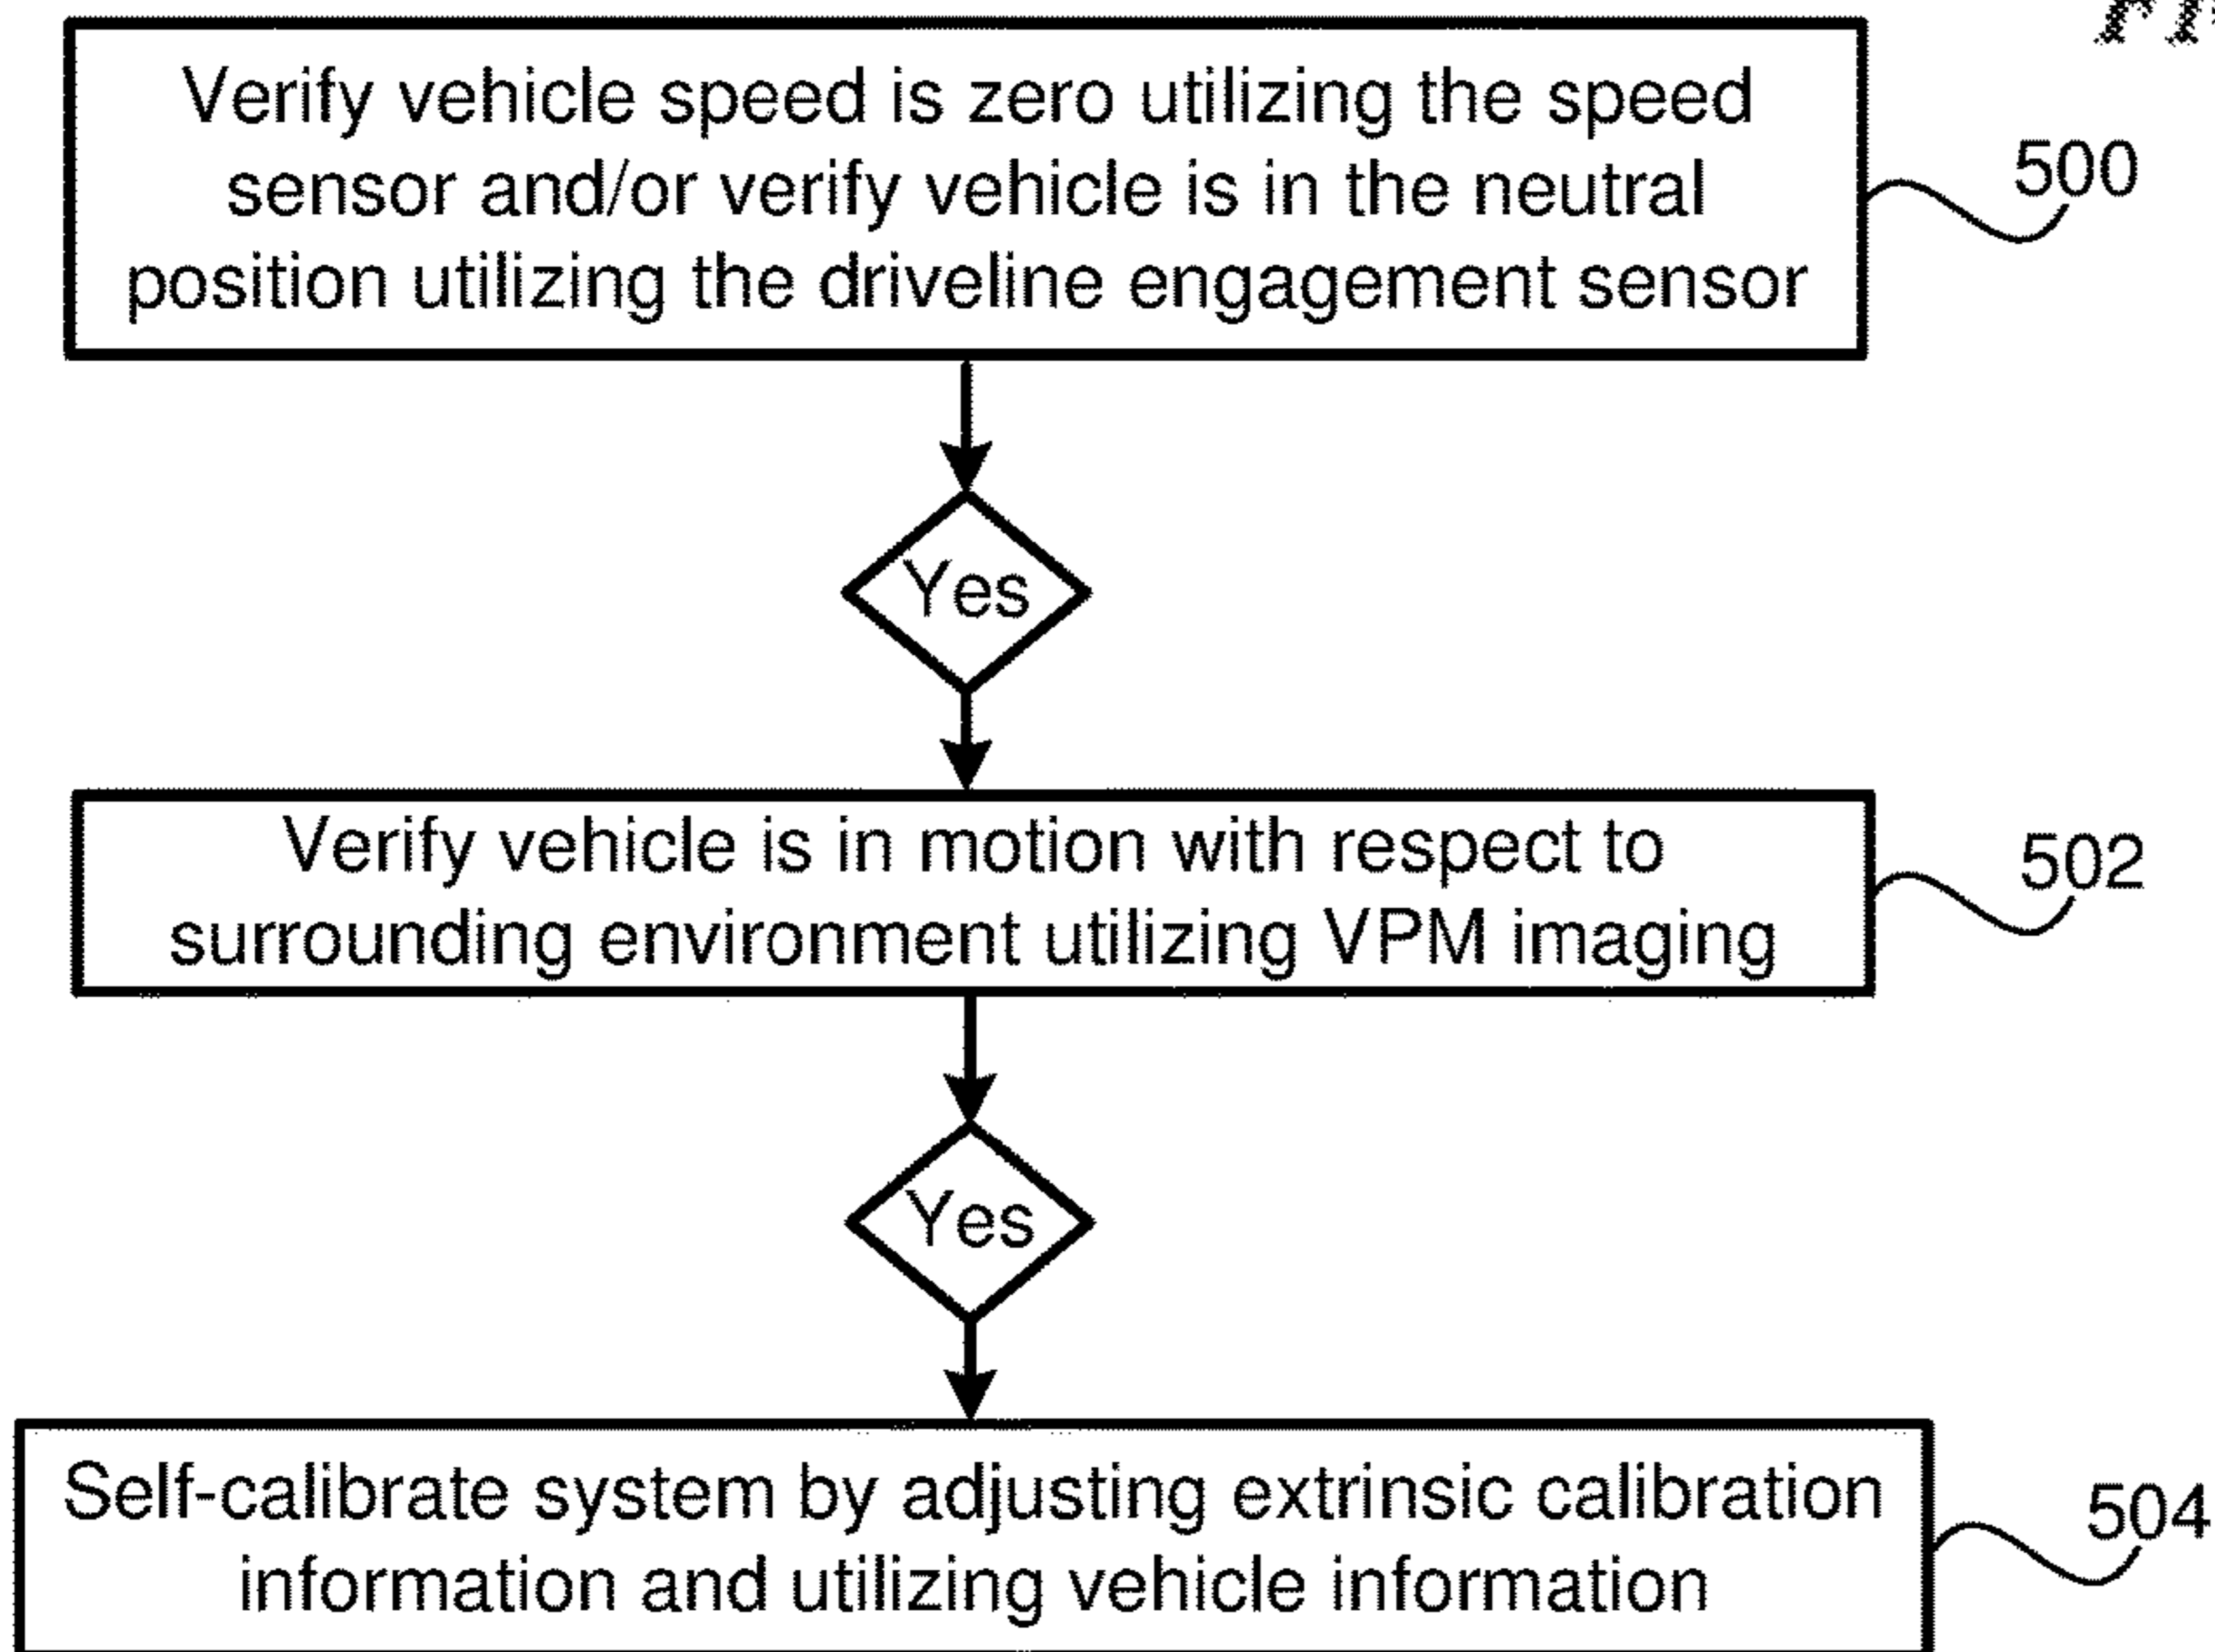 Verify vehicle speed is zero utilizing the speed
sensor and/or verify vehicle is in the neutral
position utilizing the driveline engagement sensor
500
Yes
Verify vehicle is in motion with respect to
surrounding environment utilizing VPM imaging
502
Yes
Self-calibrate system by adjusting extrinsic calibration
information and utilizing vehicle information
504